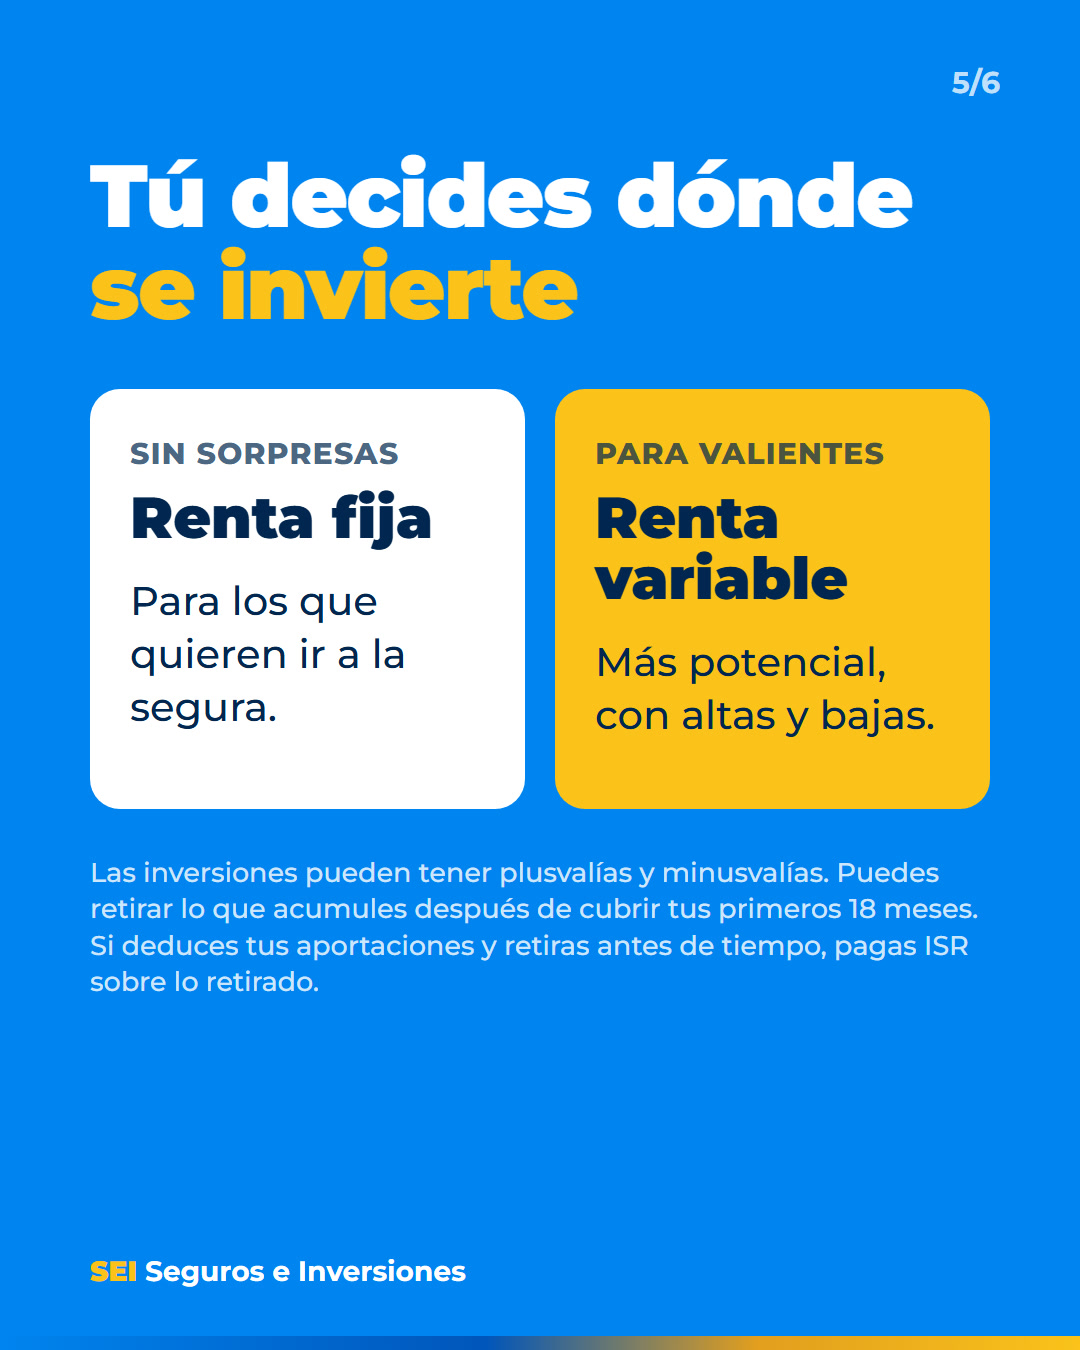 5/6
Tú decides dónde
se invierte
SIN SORPRESAS
Renta fija
Para los que
quieren ir a la
segura.
PARA VALIENTES
Renta
variable
Más potencial,
con altas y bajas.
Las inversiones pueden tener plusvalías y minusvalías. Puedes
retirar lo que acumules después de cubrir tus primeros 18 meses.
Si deduces tus aportaciones y retiras antes de tiempo, pagas ISR
sobre lo retirado.
SEI Seguros e Inversiones